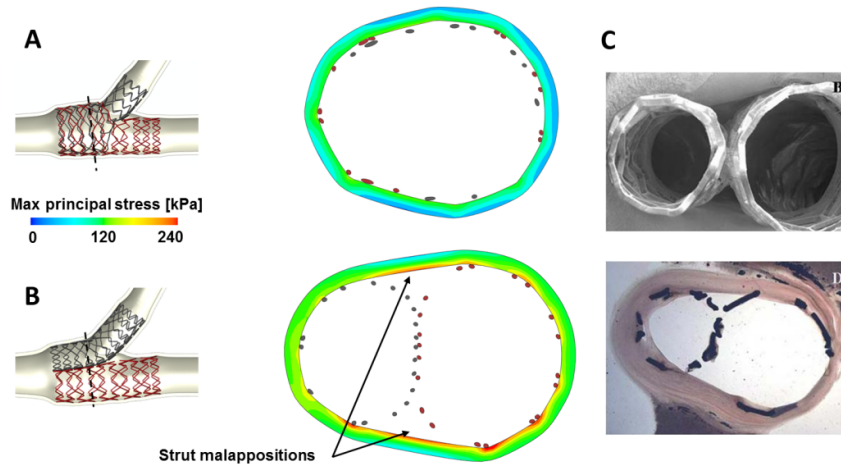 A
C
B
Max principal stress [kPa]
0 120 240
B
D
Strut malappositions